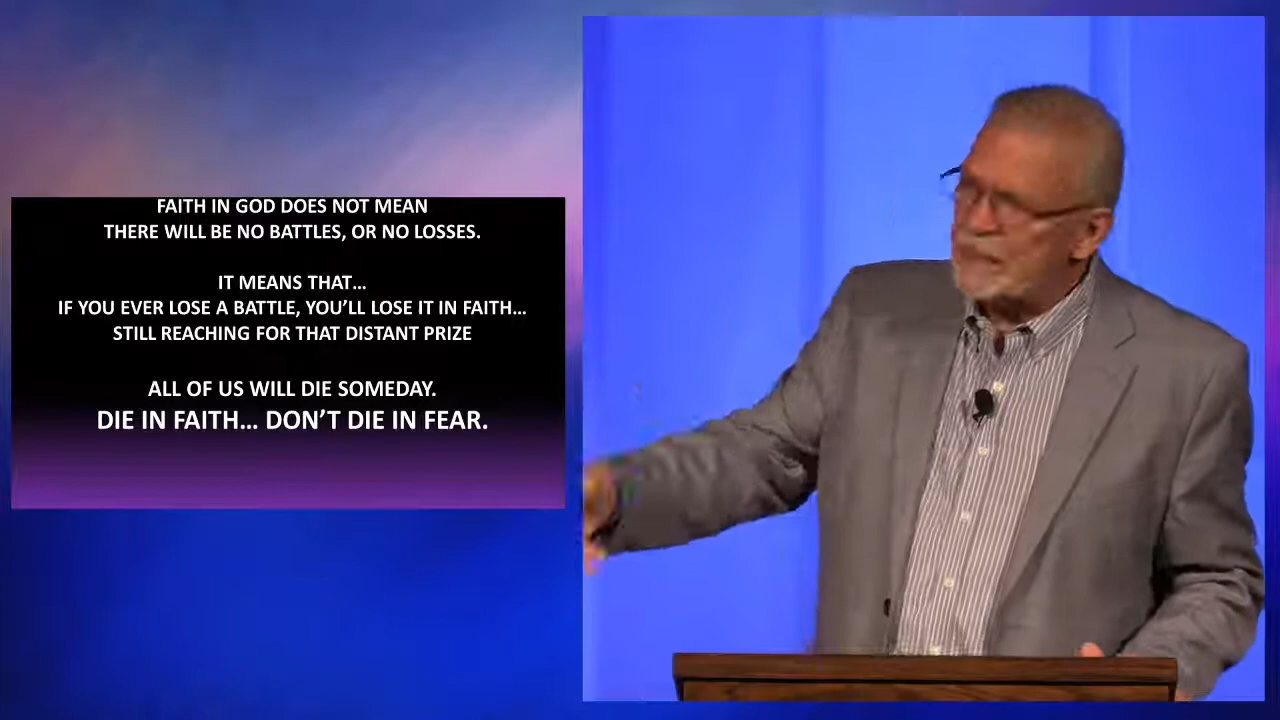 FAITH IN GOD DOES NOT MEAN
THERE WILL BE NO BATTLES, OR NO LOSSES.
IT MEANS THAT…
IF YOU EVER LOSE A BATTLE, YOU’LL LOSE IT IN FAITH…
STILL REACHING FOR THAT DISTANT PRIZE
ALL OF US WILL DIE SOMEDAY.
DIE IN FAITH… DON’T DIE IN FEAR.